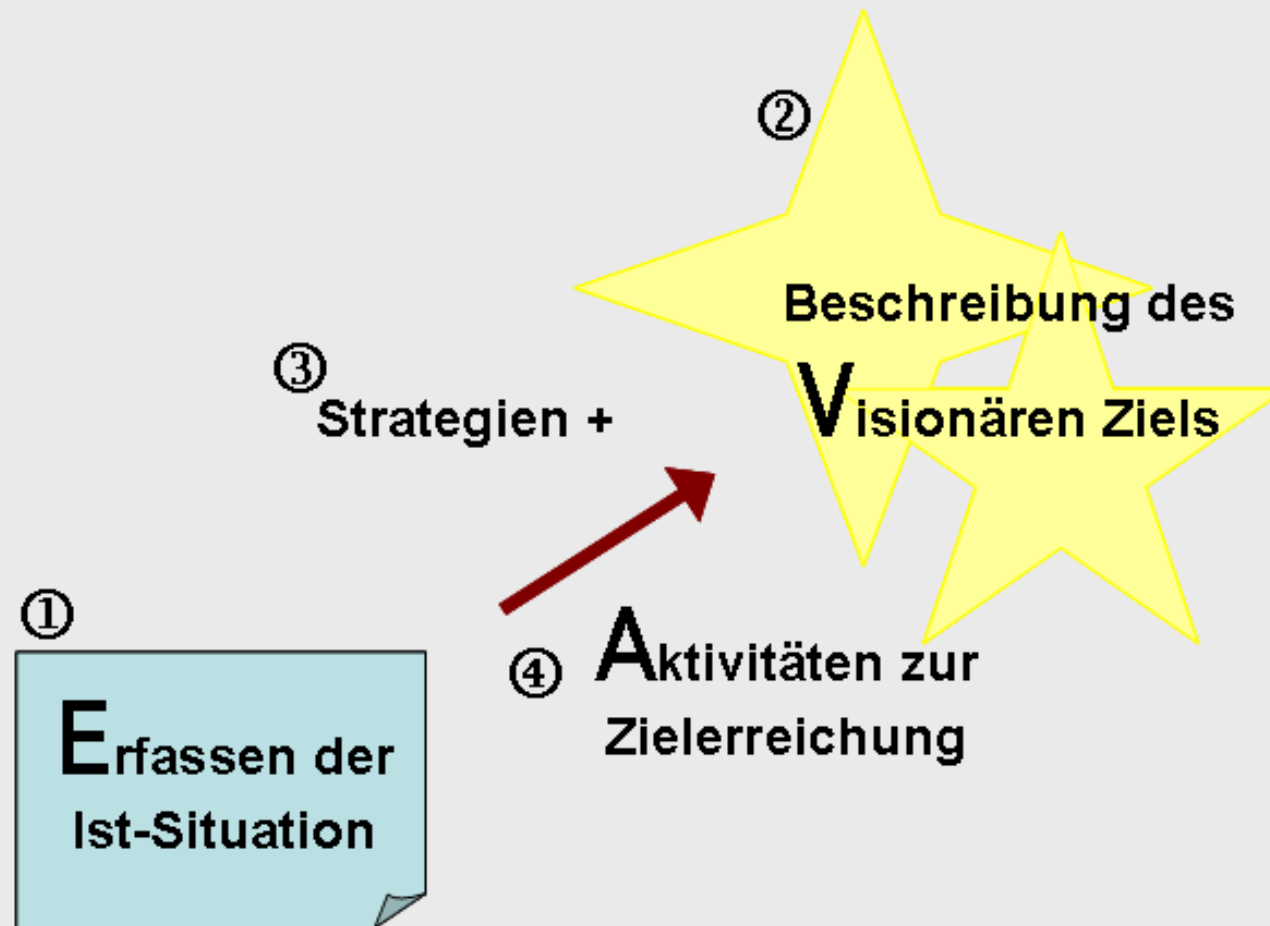 ①
Erfassen der
Ist-Situation
②
Beschreibung des
Visionären Ziels
③
Strategien +
④ Aktivitäten zur
Zielerreichung